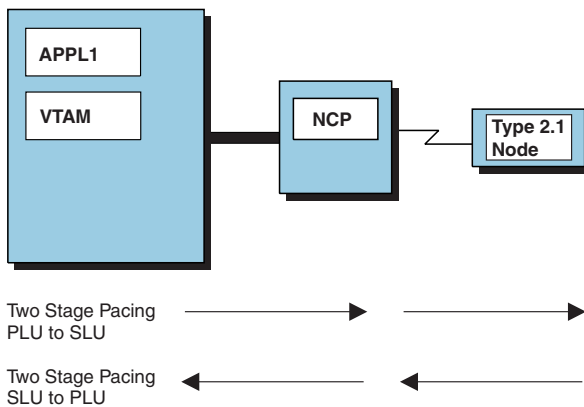 APPL1
VTAM
NCP
Type 2.1
Node
Two Stage Pacing
PLU to SLU
Two Stage Pacing
SLU to PLU